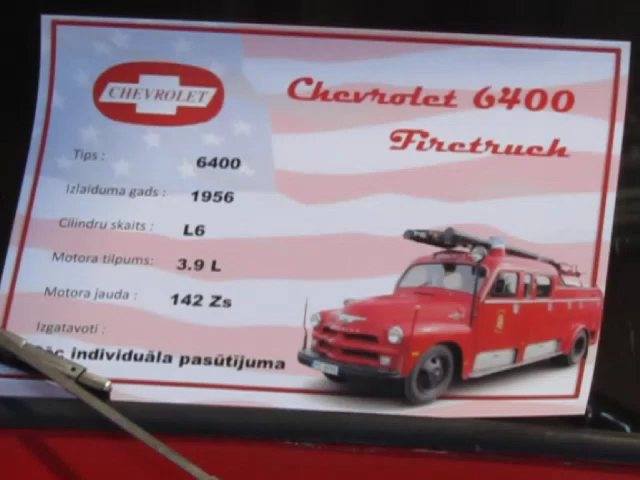 CHEVROLET
Chevrolet 6400
Firetruck
Tips : 6400
Izlaiduma gads : 1956
Cilindru skaits : L6
Motora tilpums: 3.9 L
Motora jauda : 142 Zs
Izgatavoti :
individuāla pasūtījuma